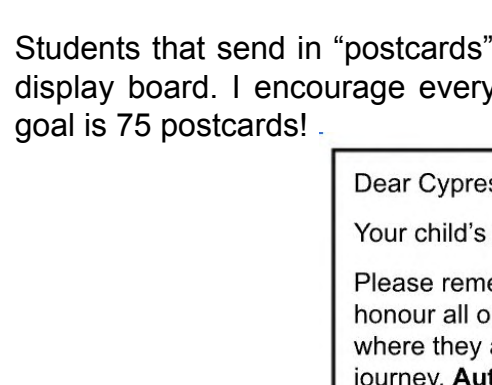 Students that send in “postcards”
display board. I encourage every
goal is 75 postcards!
Dear Cypres
Your child’s
Please reme
honour all o
where they a
journey. Aut